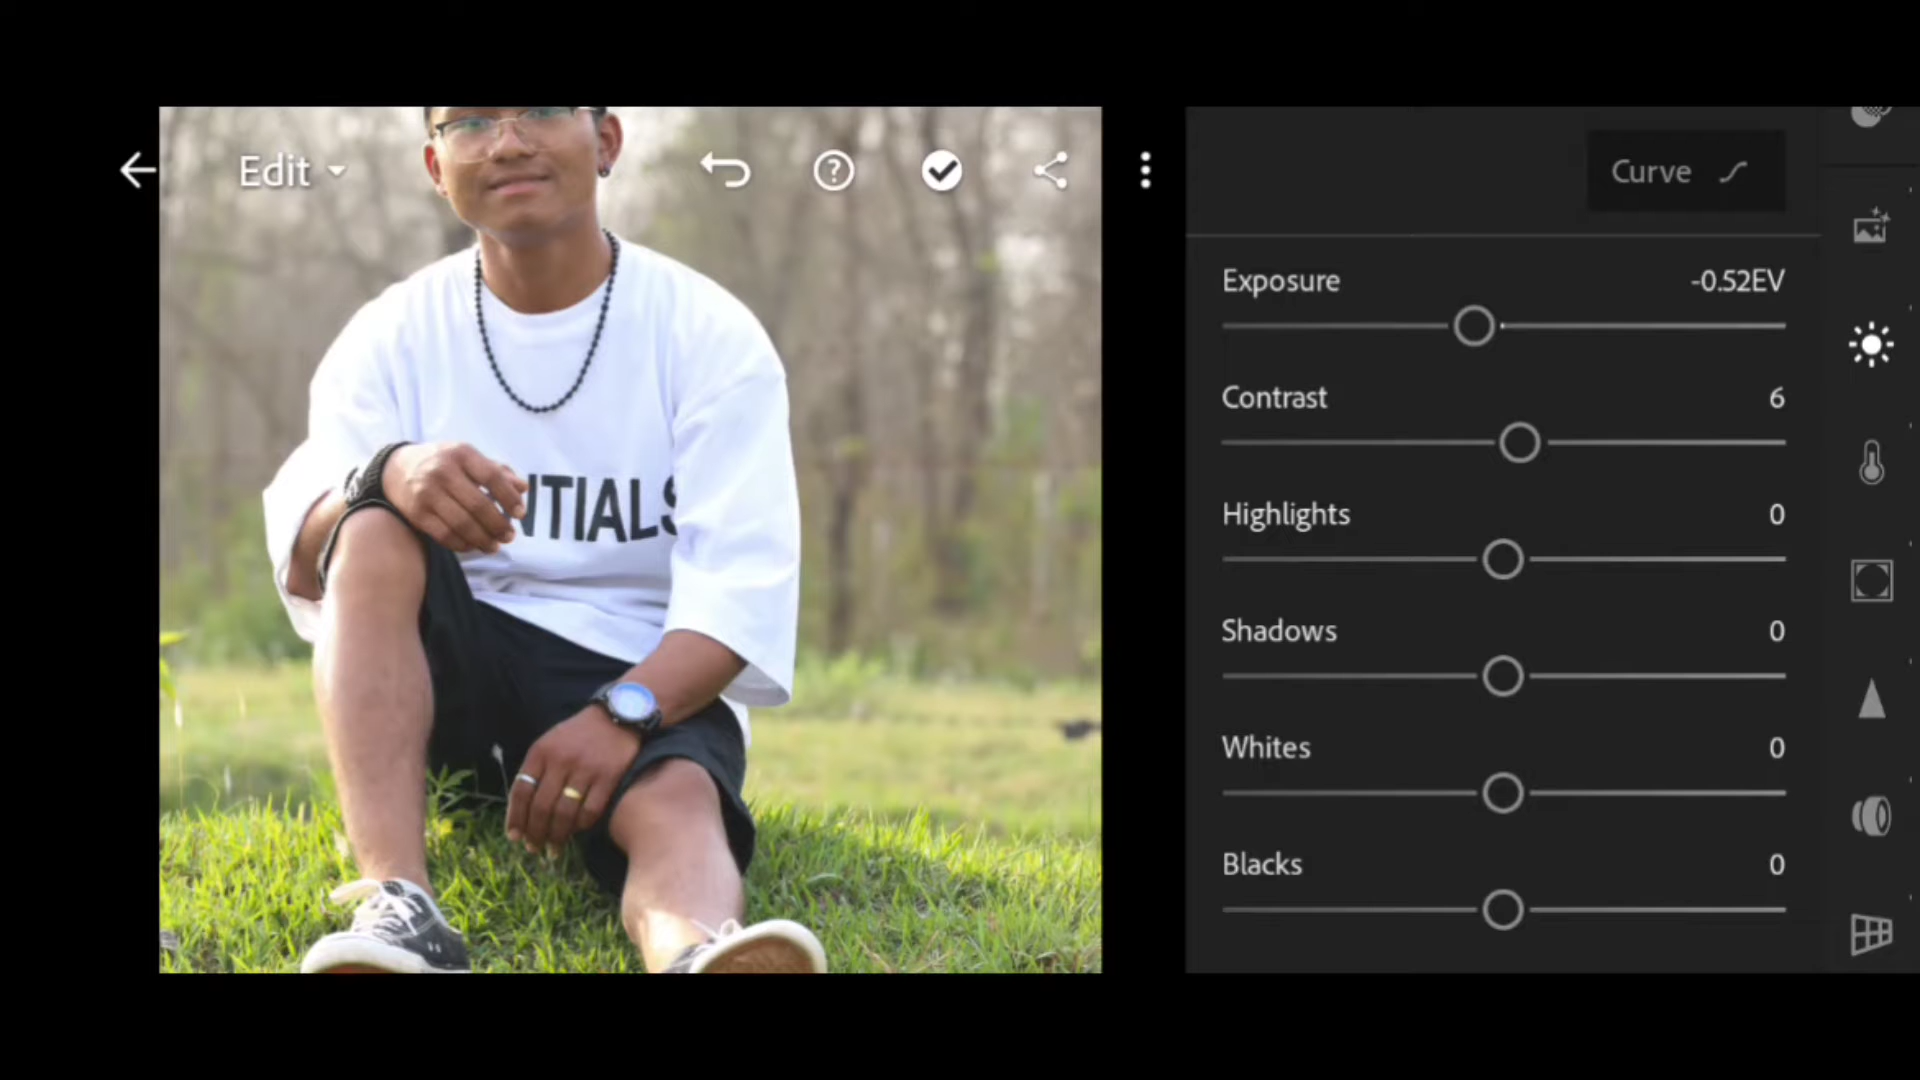 Edit
Curve
Exposure -0.52EV
Contrast 6
Highlights 0
Shadows 0
Whites 0
Blacks 0
NTIALS